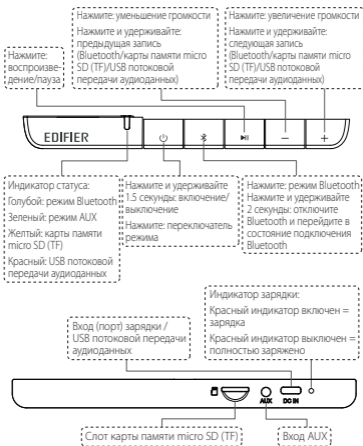 Нажмите: уменьшение громкости
Нажмите и удерживайте:
предыдущая запись
(Bluetooth/карты памяти micro
SD (TF)/USB потоковой
передачи аудиоданных)
Нажмите: увеличение громкости
Нажмите и удерживайте:
следующая запись
(Bluetooth/карты памяти micro
SD (TF)/USB потоковой
передачи аудиоданных)
Нажмите:
воспроизве-
дение/пауза
EDIFIER
Индикатор статуса:
Голубой: режим Bluetooth
Зеленый: режим AUX
Желтый: карты памяти
micro SD (TF)
Красный: USB потоковой
передачи аудиоданных
Нажмите и удерживайте
1.5 секунды: включение/
выключение
Нажмите: переключатель
режима
Нажмите: режим Bluetooth
Нажмите и удерживайте
2 секунды: отключите
Bluetooth и перейдите в
состояние подключения
Bluetooth
Индикатор зарядки:
Красный индикатор включен =
зарядка
Красный индикатор выключен =
полностью заряжено
Вход (порт) зарядки /
USB потоковой передачи
аудиоданных
AUX
DC IN
Слот карты памяти micro SD (TF)
Вход AUX